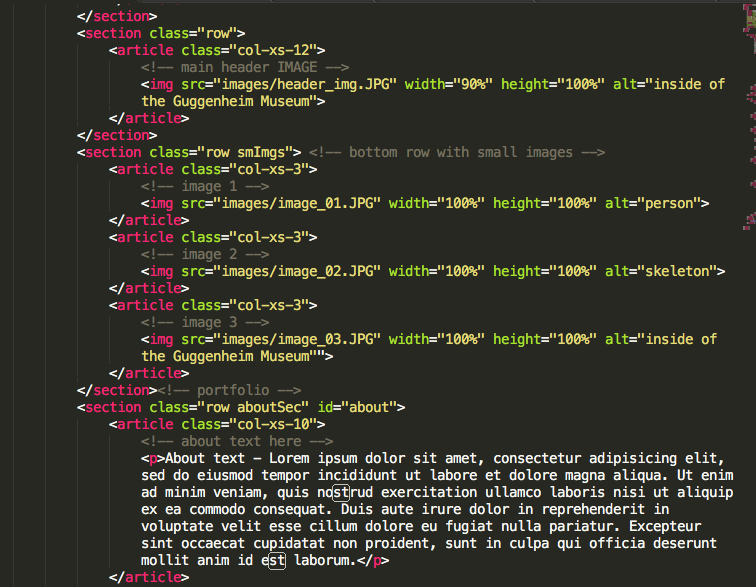 </section>
<section class="row">
<article class="col-xs-12">
<!-- main header IMAGE -->
<img src="images/header_img.JPG" width="90%" height="100%" alt="inside of
the Guggenheim Museum">
</article>
</section>
<section class="row smImgs"> <!-- bottom row with small images -->
<article class="col-xs-3">
<!-- image 1 -->
<img src="images/image_01.JPG" width="100%" height="100%" alt="person">
</article>
<article class="col-xs-3">
<!-- image 2 -->
<img src="images/image_02.JPG" width="100%" height="100%" alt="skeleton">
</article>
<article class="col-xs-3">
<!-- image 3 -->
<img src="images/image_03.JPG" width="100%" height="100%" alt="inside of
the Guggenheim Museum"">
</article>
</section><!-- portfolio -->
<section class="row aboutSec" id="about">
<article class="col-xs-10">
<!-- about text here -->
<p>About text - Lorem ipsum dolor sit amet, consectetur adipisicing elit,
sed do eiusmod tempor incididunt ut labore et dolore magna aliqua. Ut enim
ad minim veniam, quis nostrud exercitation ullamco laboris nisi ut aliquip
ex ea commodo consequat. Duis aute irure dolor in reprehenderit in
voluptate velit esse cillum dolore eu fugiat nulla pariatur. Excepteur
sint occaecat cupidatat non proident, sunt in culpa qui officia deserunt
mollit anim id est laborum.</p>
</article>